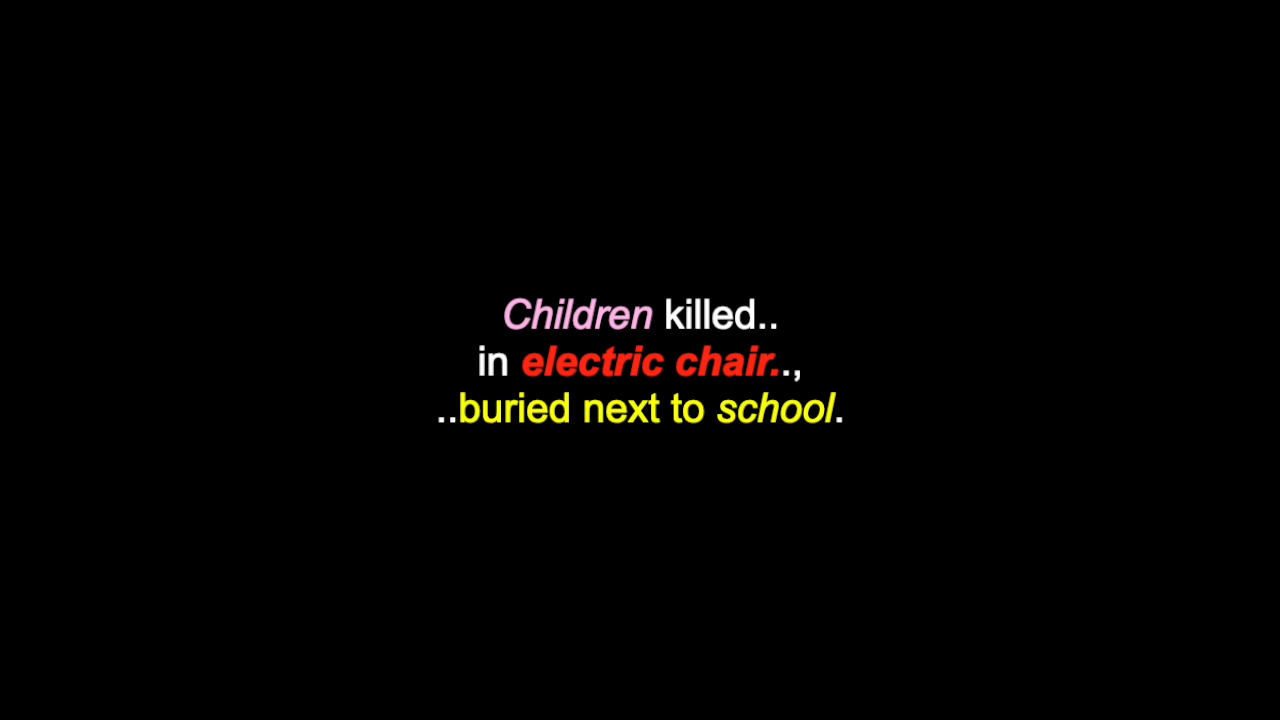 Children killed..
in electric chair..,
..buried next to school.